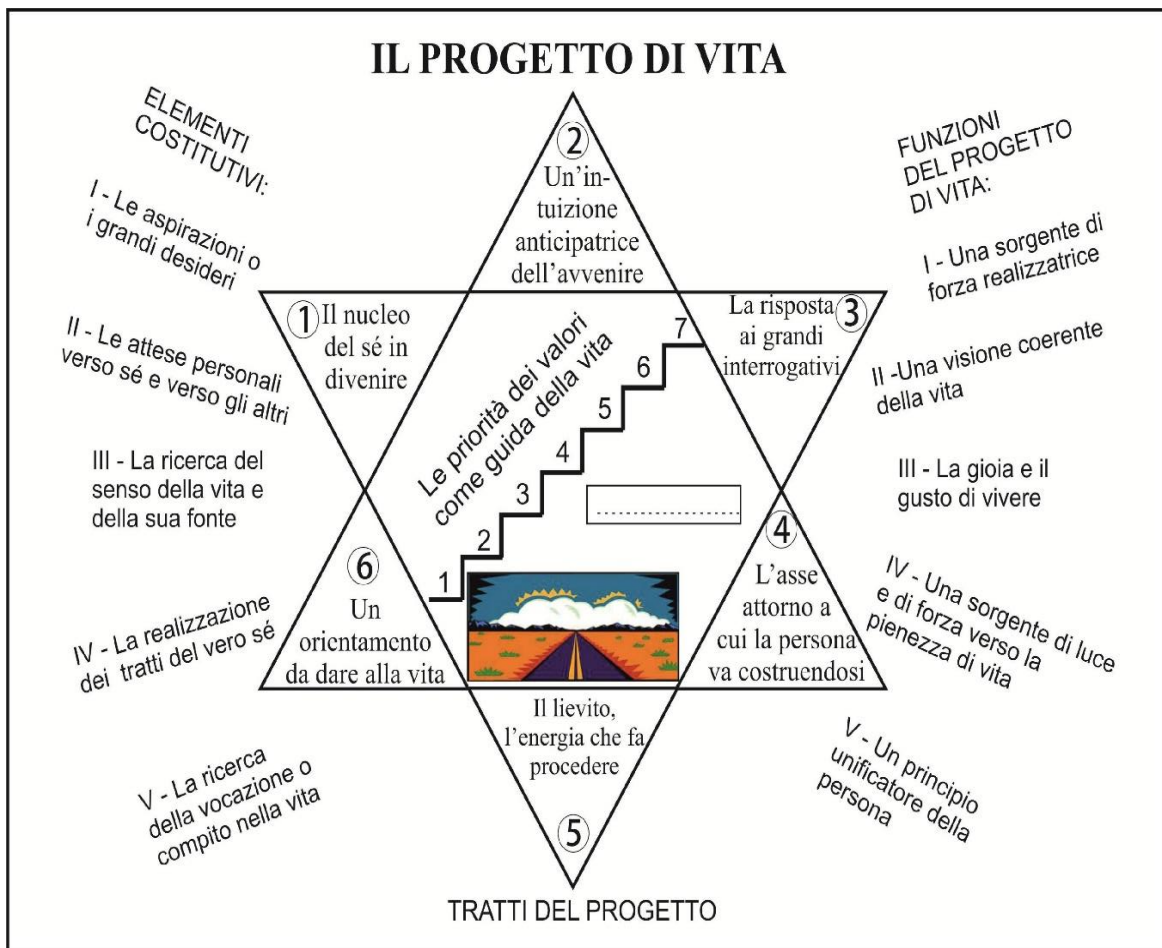 IL PROGETTO DI VITA
ELEMENTI
COSTITUTIVI:
I - Le aspirazioni o
i grandi desideri
II - Le attese personali
verso sé e verso gli altri
III - La ricerca del
senso della vita e
della sua fonte
IV - La realizzazione
dei tratti del vero sé
V - La ricerca
della vocazione o
compito nella vita
1
Il nucleo
del sé in
divenire
2
Un'in-
tuizione
anticipatrice
dell'avvenire
3
La risposta
ai grandi
interrogativi
Le priorità dei valori
come guida della vita
7
6
5
4
3
2
1
.....................
4
L'asse
attorno a
cui la persona
va costruendosi
6
Un
orientamento
da dare alla vita
Il lievito,
l'energia che fa
procedere
5
FUNZIONI
DEL PROGETTO
DI VITA:
I - Una sorgente di
forza realizzatrice
II -Una visione coerente
della vita
III - La gioia e il
gusto di vivere
IV - Una sorgente di luce
e di forza verso la
pienezza di vita
V - Un principio
unificatore della
persona
TRATTI DEL PROGETTO